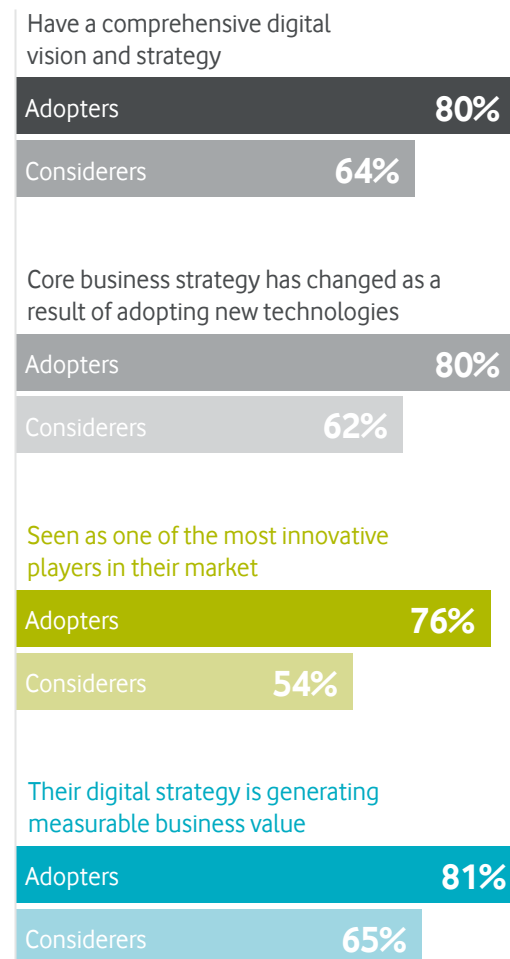 Have a comprehensive digital
vision and strategy
Adopters 80%
Considerers 64%
Core business strategy has changed as a
result of adopting new technologies
Adopters 80%
Considerers 62%
Seen as one of the most innovative
players in their market
Adopters 76%
Considerers 54%
Their digital strategy is generating
measurable business value
Adopters 81%
Considerers 65%